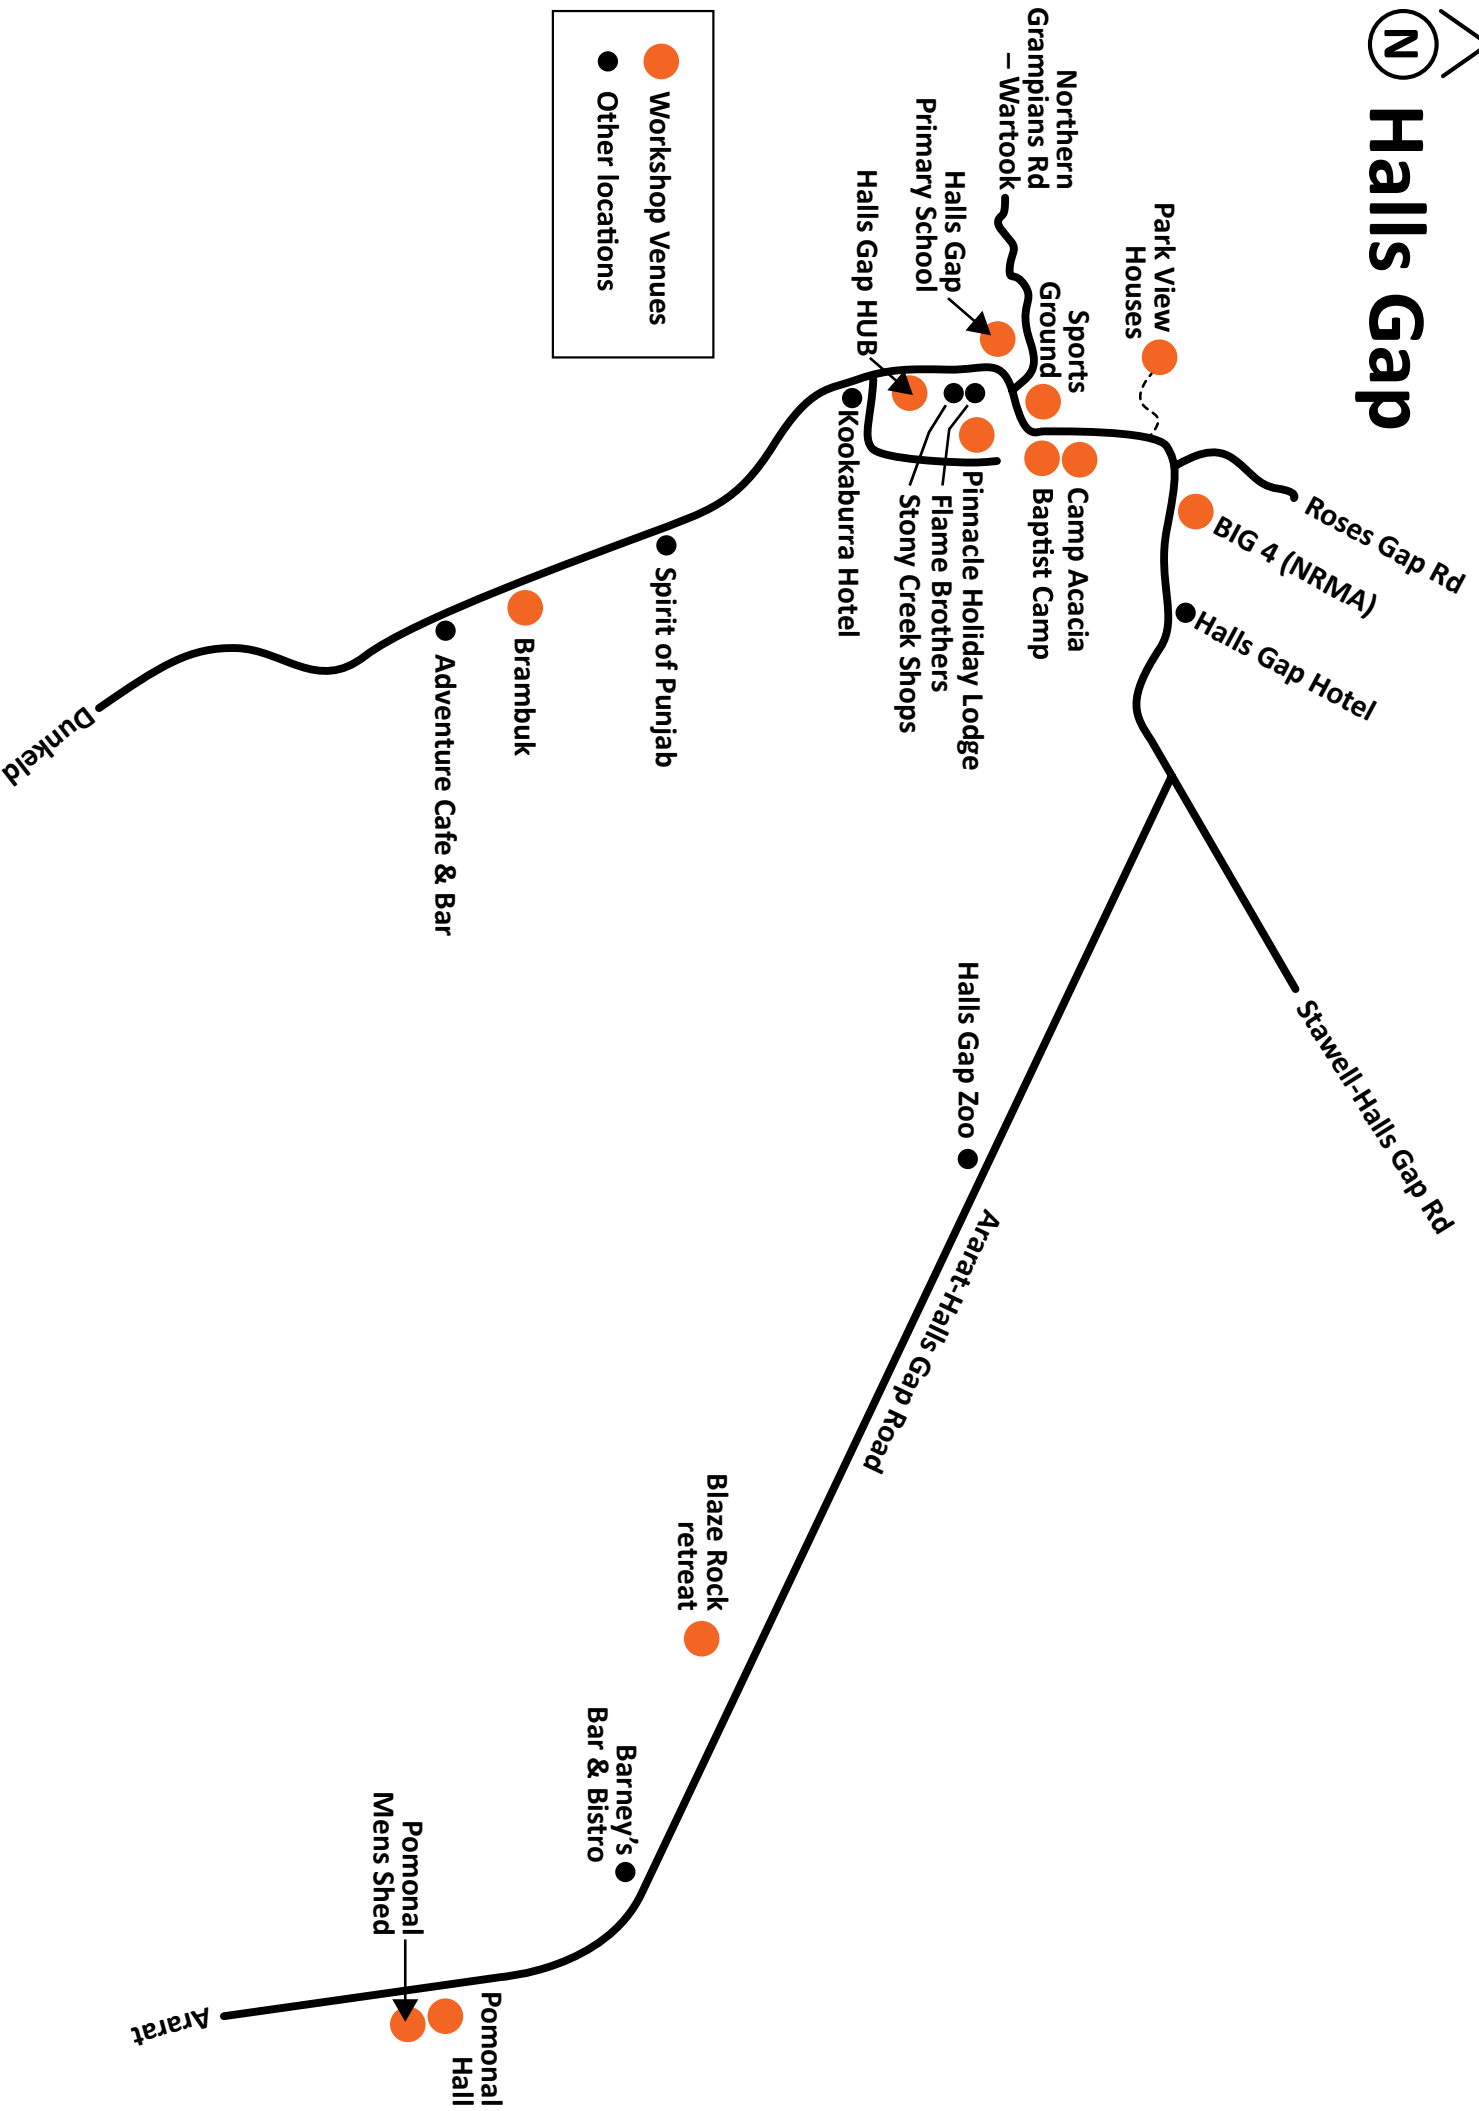 N
Halls Gap
Workshop Venues
Other locations
Northern
Grampians Rd
– Wartook
Park View
Houses
Sports
Ground
Halls Gap
Primary School
Halls Gap HUB
Roses Gap Rd
BIG 4 (NRMA)
Halls Gap Hotel
Camp Acacia
Baptist Camp
Pinnacle Holiday Lodge
Flame Brothers
Stony Creek Shops
Kookaburra Hotel
Spirit of Punjab
Brambuk
Adventure Cafe & Bar
Dunkeld
Stawell-Halls Gap Rd
Halls Gap Zoo
Ararat-Halls Gap Road
Blaze Rock
retreat
Barney’s
Bar & Bistro
Pomonal
Mens Shed
Pomonal
Hall
Ararat